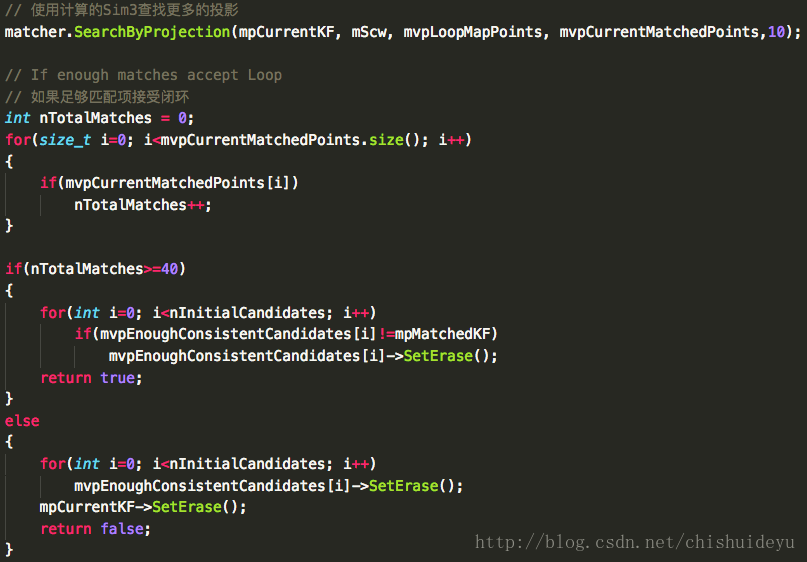 // 使用计算的Sim3查找更多的投影
matcher.SearchByProjection(mpCurrentKF, mScw, mvpLoopMapPoints, mvpCurrentMatchedPoints,10);

// If enough matches accept Loop
// 如果足够匹配项接受闭环
int nTotalMatches = 0;
for(size_t i=0; i<mvpCurrentMatchedPoints.size(); i++)
{
    if(mvpCurrentMatchedPoints[i])
        nTotalMatches++;
}

if(nTotalMatches>=40)
{
    for(int i=0; i<nInitialCandidates; i++)
        if(mvpEnoughConsistentCandidates[i]!=mpMatchedKF)
            mvpEnoughConsistentCandidates[i]->SetErase();
    return true;
}
else
{
    for(int i=0; i<nInitialCandidates; i++)
        mvpEnoughConsistentCandidates[i]->SetErase();
    mpCurrentKF->SetErase();
    return false;
}
http://blog.csdn.net/chishuideyu